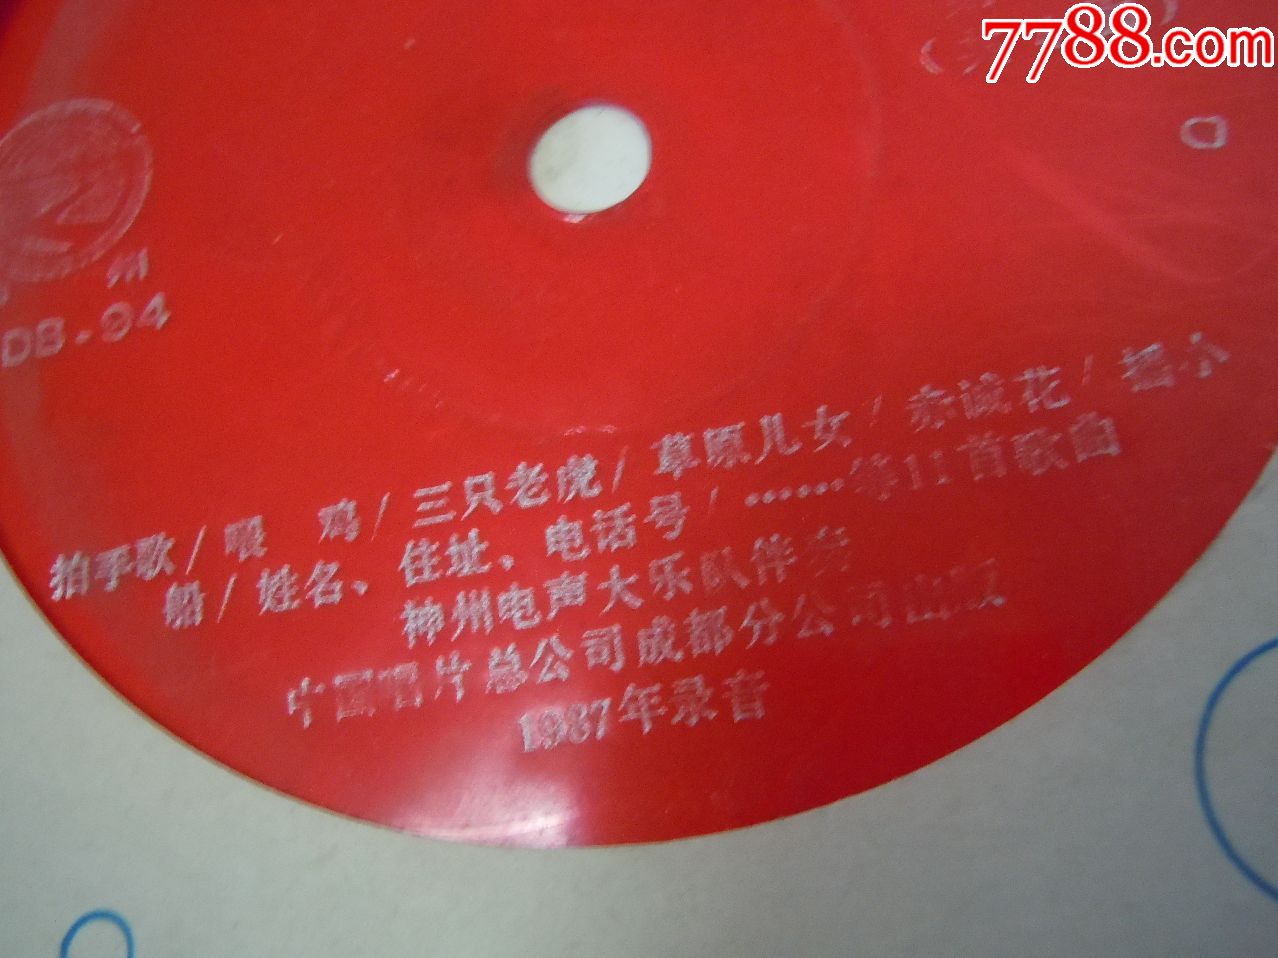 7788.com
州
DB-94
拍手歌/喂 鸡/三只老虎/草原儿女/赤诚花/摇小
船/姓名、住址、电话号/……等11首歌曲
神州电声大乐队伴奏
中国唱片总公司成都分公司出版
1987年录音